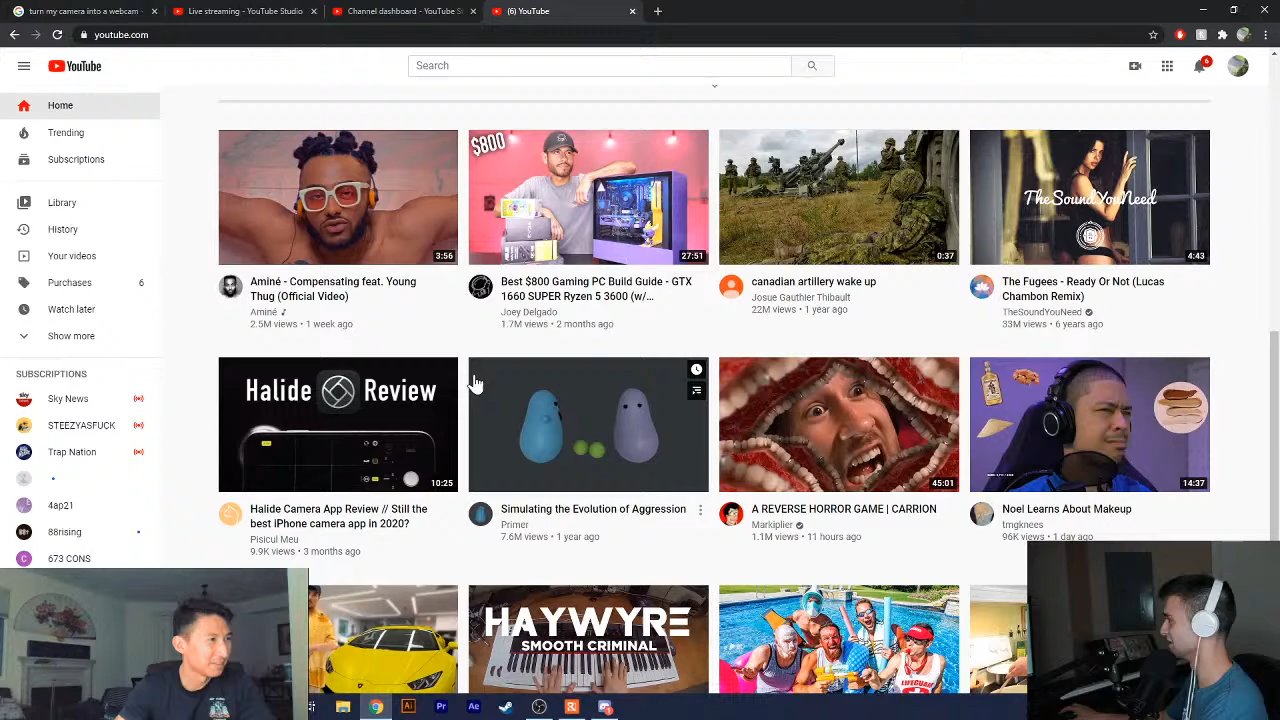 turn my camera into a webcam -
Live streaming - YouTube Studio
Channel dashboard - YouTube S
(6) YouTube
youtube.com
YouTube
Search
6
Home
Trending
Subscriptions
Library
History
Your videos
Purchases 6
Watch later
Show more
SUBSCRIPTIONS
Sky News
STEEZYASFUCK
Trap Nation
4ap21
88rising
673 CONS
3:56
$800
27:51
0:37
TheSoundYouNeed
4:43
Aminé - Compensating feat. Young
Thug (Official Video)
Aminé
2.5M views • 1 week ago
Best $800 Gaming PC Build Guide - GTX
1660 SUPER Ryzen 5 3600 (w/...
Joey Delgado
1.7M views • 2 months ago
canadian artillery wake up
Josue Gauthier Thibault
22M views • 1 year ago
The Fugees - Ready Or Not (Lucas
Chambon Remix)
TheSoundYouNeed
33M views • 6 years ago
Halide Review
10:25
45:01
14:37
Halide Camera App Review // Still the
best iPhone camera app in 2020?
Pisicul Meu
9.9K views • 3 months ago
Simulating the Evolution of Aggression
Primer
7.6M views • 1 year ago
A REVERSE HORROR GAME | CARRION
Markiplier
1.1M views • 11 hours ago
Noel Learns About Makeup
tmgknees
96K views • 1 day ago
HAYWYRE
SMOOTH CRIMINAL
LIFEGUARD
Ai
Pr
Ae